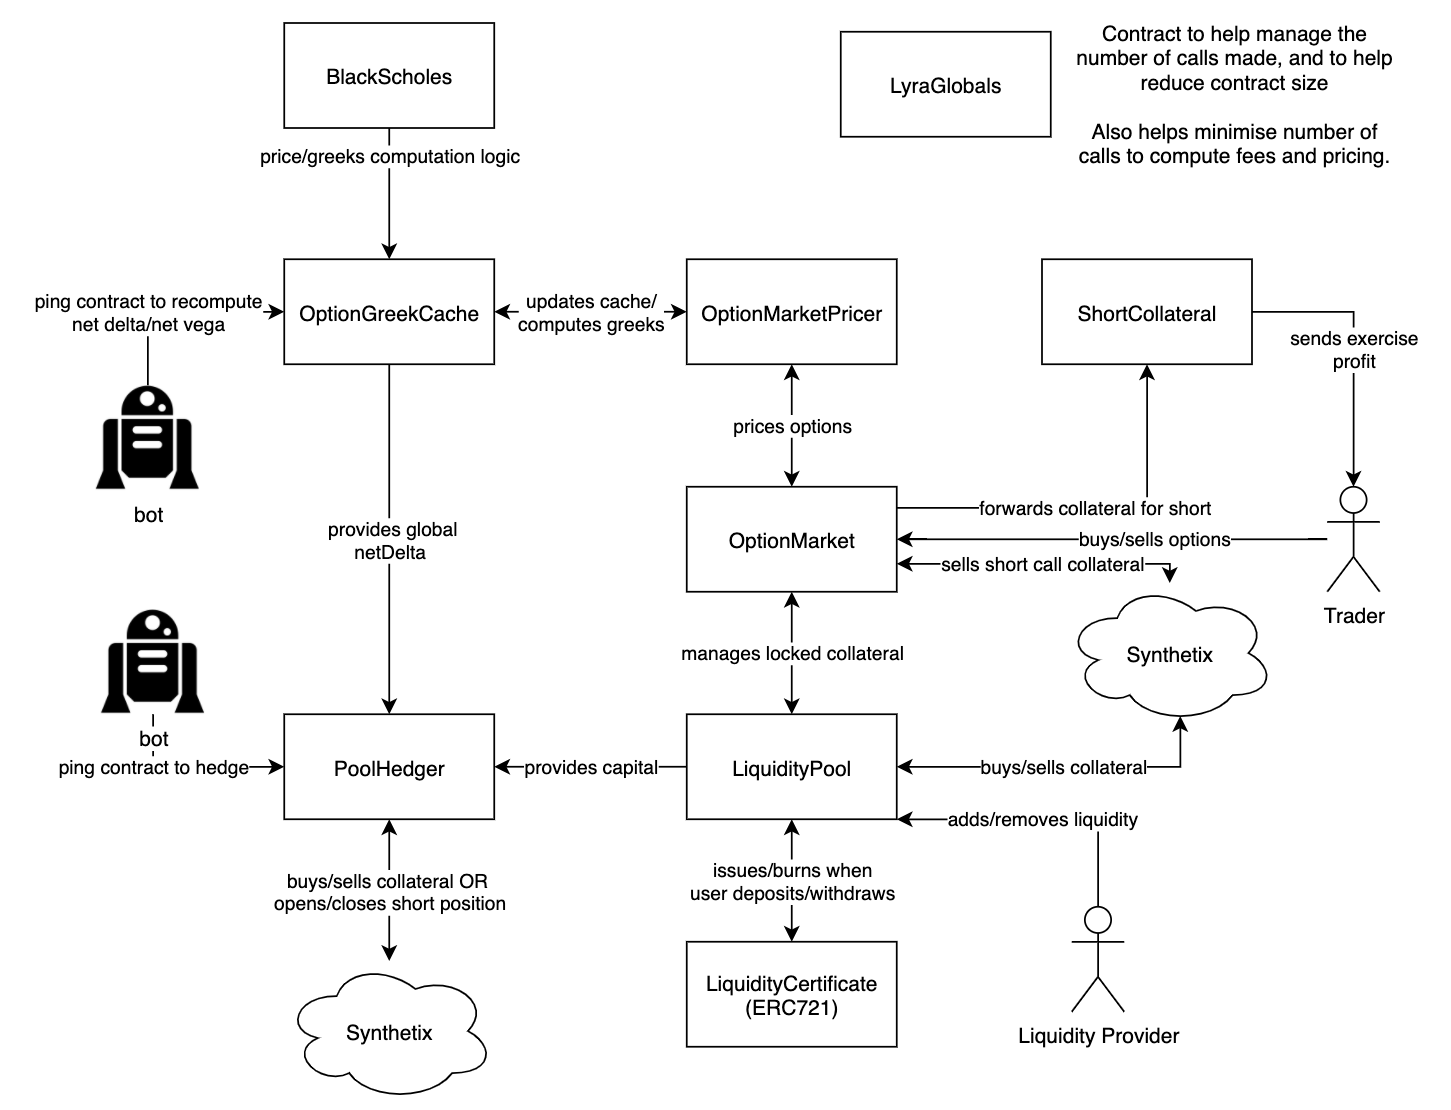 BlackScholes
LyraGlobals
Contract to help manage the
number of calls made, and to help
reduce contract size
Also helps minimise number of
calls to compute fees and pricing.
price/greeks computation logic
ping contract to recompute
net delta/net vega
OptionGreekCache
updates cache/
computes greeks
OptionMarketPricer
ShortCollateral
sends exercise
profit
bot
prices options
provides global
netDelta
OptionMarket
forwards collateral for short
buys/sells options
sells short call collateral
Trader
Synthetix
manages locked collateral
bot
ping contract to hedge
PoolHedger
provides capital
LiquidityPool
buys/sells collateral
adds/removes liquidity
buys/sells collateral OR
opens/closes short position
issues/burns when
user deposits/withdraws
Synthetix
LiquidityCertificate
(ERC721)
Liquidity Provider